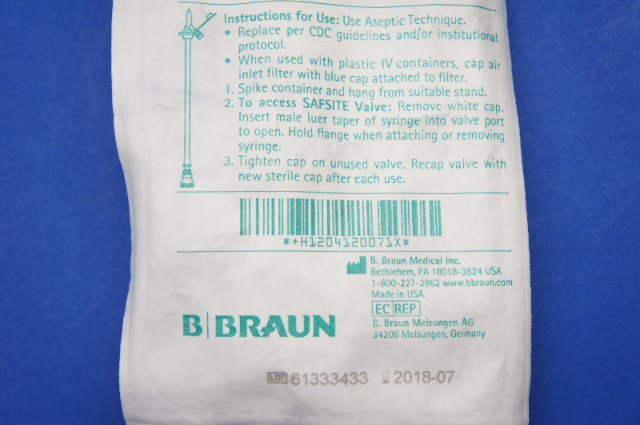 Instructions for Use: Use Aseptic Technique.
• Replace per CDC guidelines and/or institutional
protocol.
• When used with plastic IV containers, cap air
inlet filter with blue cap attached to filter.
1. Spike container and hang from suitable stand.
2. To access SAFSITE Valve: Remove white cap.
Insert male luer taper of syringe into valve port
to open. Hold flange when attaching or removing
syringe.
3. Tighten cap on unused valve. Recap valve with
new sterile cap after each use.
*+H1204120071X*
B. Braun Medical Inc.
Bethlehem, PA 18018-3524 USA
1-800-227-2862 www.bbraun.com
Made in USA.
EC REP
B. Braun Melsungen AG
34209 Melsungen, Germany
B|BRAUN
LOT 61333433 2018-07